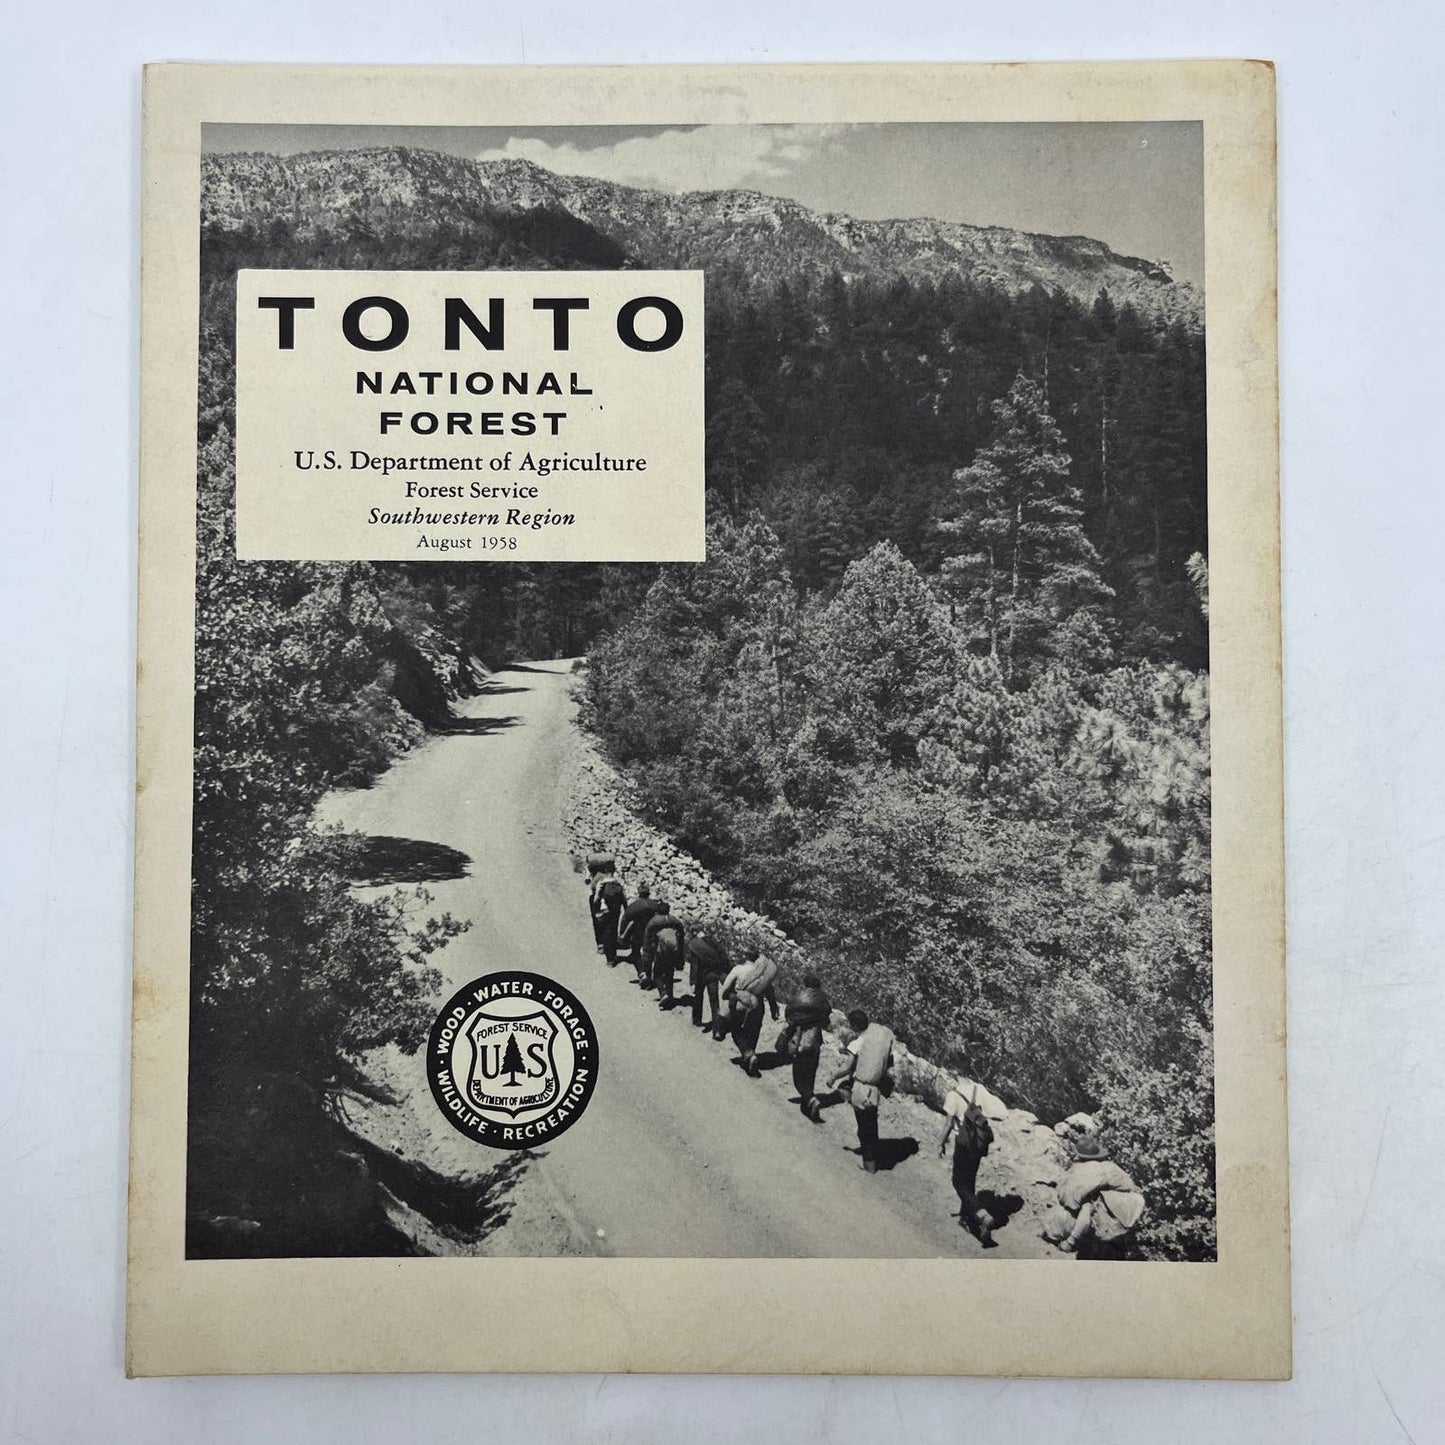 TONTO
NATIONAL
FOREST
U.S. Department of Agriculture
Forest Service
Southwestern Region
August 1958
WOOD · WATER · FORAGE · WILDLIFE · RECREATION ·
FOREST SERVICE
US
DEPARTMENT OF AGRICULTURE